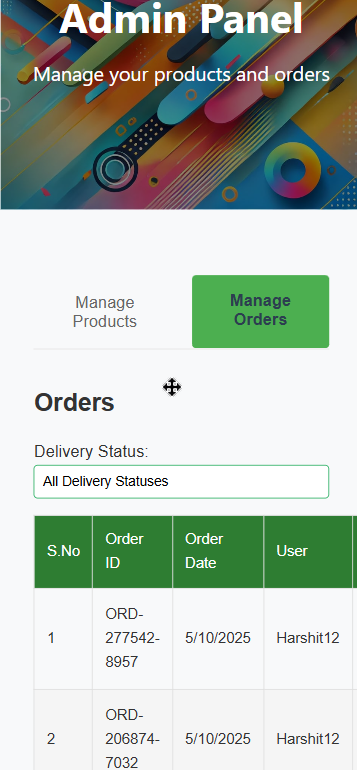 Admin Panel
Manage your products and orders
Manage
Products
Manage
Orders
Orders
Delivery Status:
All Delivery Statuses
S.No
Order
ID
Order
Date
User
1
ORD-
277542-
8957
5/10/2025
Harshit12
2
ORD-
206874-
7032
5/10/2025
Harshit12